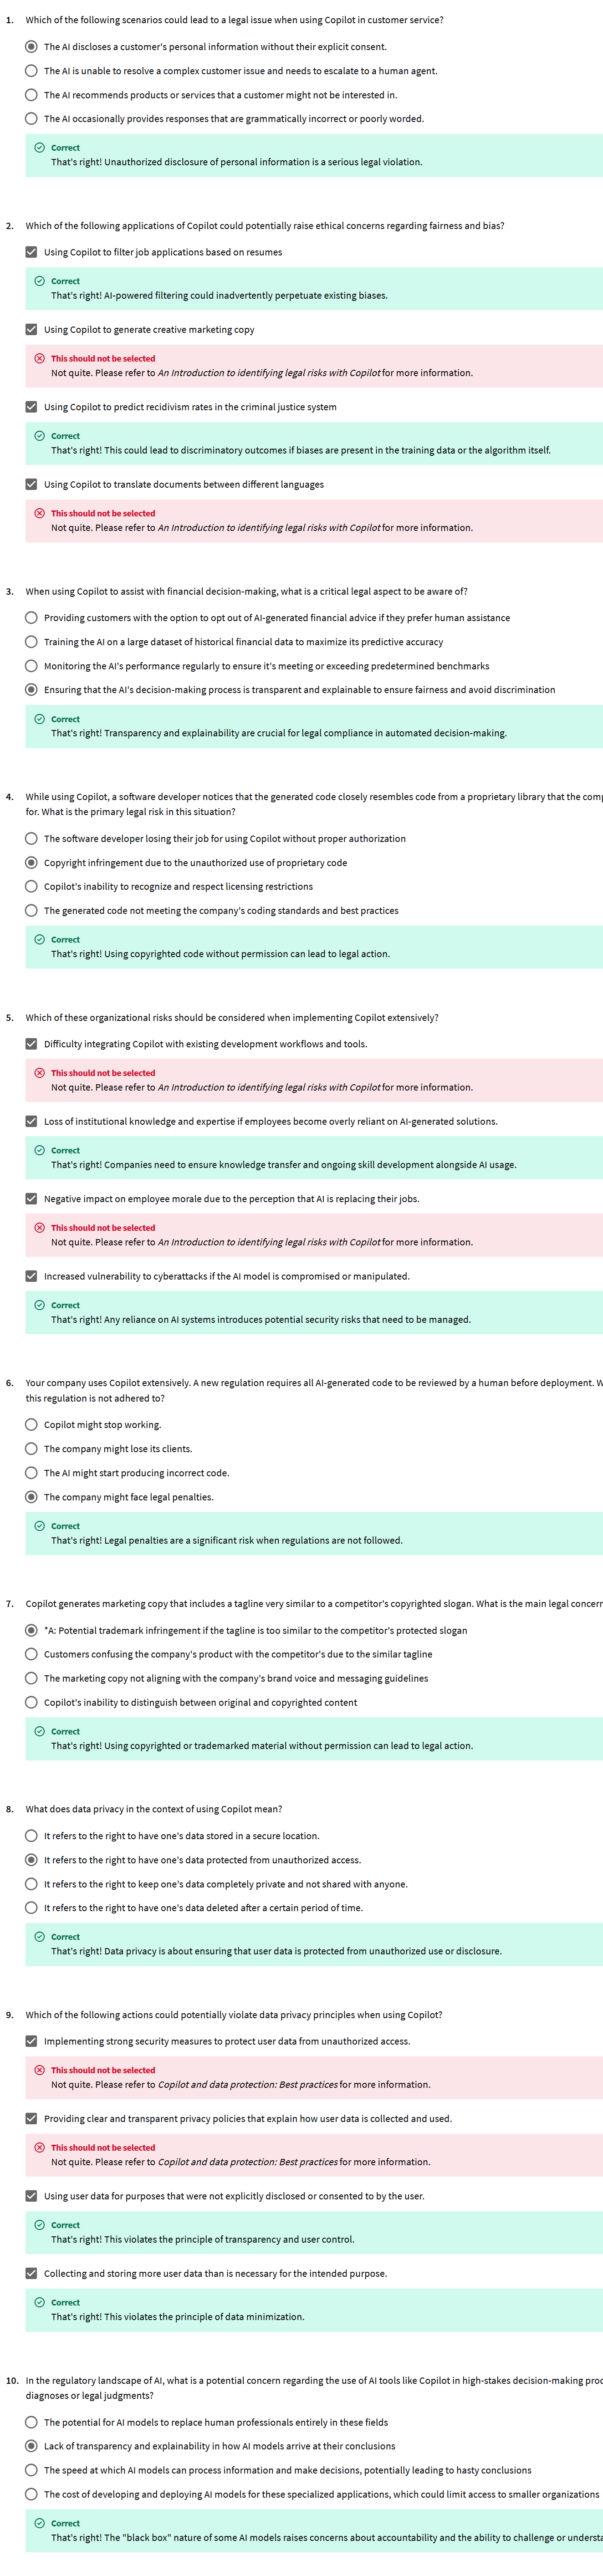 1. Which of the following scenarios could lead to a legal issue when using Copilot in customer service?
The AI discloses a customer's personal information without their explicit consent.
The AI is unable to resolve a complex customer issue and needs to escalate to a human agent.
The AI recommends products or services that a customer might not be interested in.
The AI occasionally provides responses that are grammatically incorrect or poorly worded.
Correct
That's right! Unauthorized disclosure of personal information is a serious legal violation.
2. Which of the following applications of Copilot could potentially raise ethical concerns regarding fairness and bias?
Using Copilot to filter job applications based on resumes
Correct
That's right! AI-powered filtering could inadvertently perpetuate existing biases.
Using Copilot to generate creative marketing copy
This should not be selected
Not quite. Please refer to An Introduction to identifying legal risks with Copilot for more information.
Using Copilot to predict recidivism rates in the criminal justice system
Correct
That's right! This could lead to discriminatory outcomes if biases are present in the training data or the algorithm itself.
Using Copilot to translate documents between different languages
This should not be selected
Not quite. Please refer to An Introduction to identifying legal risks with Copilot for more information.
3. When using Copilot to assist with financial decision-making, what is a critical legal aspect to be aware of?
Providing customers with the option to opt out of AI-generated financial advice if they prefer human assistance
Training the AI on a large dataset of historical financial data to maximize its predictive accuracy
Monitoring the AI's performance regularly to ensure it's meeting or exceeding predetermined benchmarks
Ensuring that the AI's decision-making process is transparent and explainable to ensure fairness and avoid discrimination
Correct
That's right! Transparency and explainability are crucial for legal compliance in automated decision-making.
4. While using Copilot, a software developer notices that the generated code closely resembles code from a proprietary library that the
for. What is the primary legal risk in this situation?
The software developer losing their job for using Copilot without proper authorization
Copyright infringement due to the unauthorized use of proprietary code
Copilot's inability to recognize and respect licensing restrictions
The generated code not meeting the company's coding standards and best practices
Correct
That's right! Using copyrighted code without permission can lead to legal action.
5. Which of these organizational risks should be considered when implementing Copilot extensively?
Difficulty integrating Copilot with existing development workflows and tools.
This should not be selected
Not quite. Please refer to An Introduction to identifying legal risks with Copilot for more information.
Loss of institutional knowledge and expertise if employees become overly reliant on AI-generated solutions.
Correct
That's right! Companies need to ensure knowledge transfer and ongoing skill development alongside AI usage.
Negative impact on employee morale due to the perception that AI is replacing their jobs.
This should not be selected
Not quite. Please refer to An Introduction to identifying legal risks with Copilot for more information.
Increased vulnerability to cyberattacks if the AI model is compromised or manipulated.
Correct
That's right! Any reliance on AI systems introduces potential security risks that need to be managed.
6. Your company uses Copilot extensively. A new regulation requires all AI-generated code to be reviewed by a human before deployment.
this regulation is not adhered to?
Copilot might stop working.
The company might lose its clients.
The AI might start producing incorrect code.
The company might face legal penalties.
Correct
That's right! Legal penalties are a significant risk when regulations are not followed.
7. Copilot generates marketing copy that includes a tagline very similar to a competitor's copyrighted slogan. What is the main legal concern
*A: Potential trademark infringement if the tagline is too similar to the competitor's protected slogan
Customers confusing the company's product with the competitor's due to the similar tagline
The marketing copy not aligning with the company's brand voice and messaging guidelines
Copilot's inability to distinguish between original and copyrighted content
Correct
That's right! Using copyrighted or trademarked material without permission can lead to legal action.
8. What does data privacy in the context of using Copilot mean?
It refers to the right to have one's data stored in a secure location.
It refers to the right to have one's data protected from unauthorized access.
It refers to the right to keep one's data completely private and not shared with anyone.
It refers to the right to have one's data deleted after a certain period of time.
Correct
That's right! Data privacy is about ensuring that user data is protected from unauthorized use or disclosure.
9. Which of the following actions could potentially violate data privacy principles when using Copilot?
Implementing strong security measures to protect user data from unauthorized access.
This should not be selected
Not quite. Please refer to Copilot and data protection: Best practices for more information.
Providing clear and transparent privacy policies that explain how user data is collected and used.
This should not be selected
Not quite. Please refer to Copilot and data protection: Best practices for more information.
Using user data for purposes that were not explicitly disclosed or consented to by the user.
Correct
That's right! This violates the principle of transparency and user control.
Collecting and storing more user data than is necessary for the intended purpose.
Correct
That's right! This violates the principle of data minimization.
10. In the regulatory landscape of AI, what is a potential concern regarding the use of AI tools like Copilot in high-stakes decision-making
diagnoses or legal judgments?
The potential for AI models to replace human professionals entirely in these fields
Lack of transparency and explainability in how AI models arrive at their conclusions
The speed at which AI models can process information and make decisions, potentially leading to hasty conclusions
The cost of developing and deploying AI models for these specialized applications, which could limit access to smaller organizations
Correct
That's right! The "black box" nature of some AI models raises concerns about accountability and the ability to challenge or